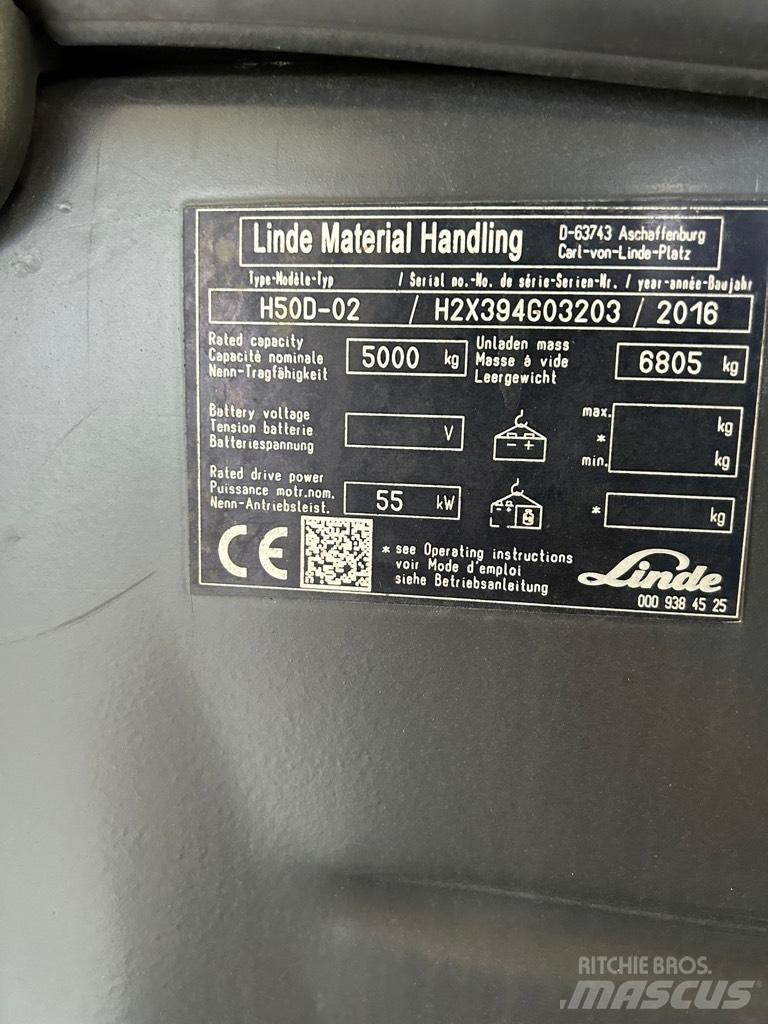 Linde Material Handling
D-63743 Aschaffenburg
Carl-von-Linde-Platz
Type-Modèle-Typ / Serial no.-No. de série-Serien-Nr. / year-année-Baujahr
H50D-02 / H2X394G03203 / 2016
Rated capacity
Capacité nominale
Nenn-Tragfähigkeit
5000 kg
Unladen mass
Masse à vide
Leergewicht
6805 kg
Battery voltage
Tension batterie
Batteriespannung
V
max. kg
*
min. kg
Rated drive power
Puissance motr.nom.
Nenn-Antriebsleist.
55 kW
* kg
CE
* see Operating instructions
voir Mode d'emploi
siehe Betriebsanleitung
Linde
000 938 45 25
RITCHIE BROS.
MASCUS